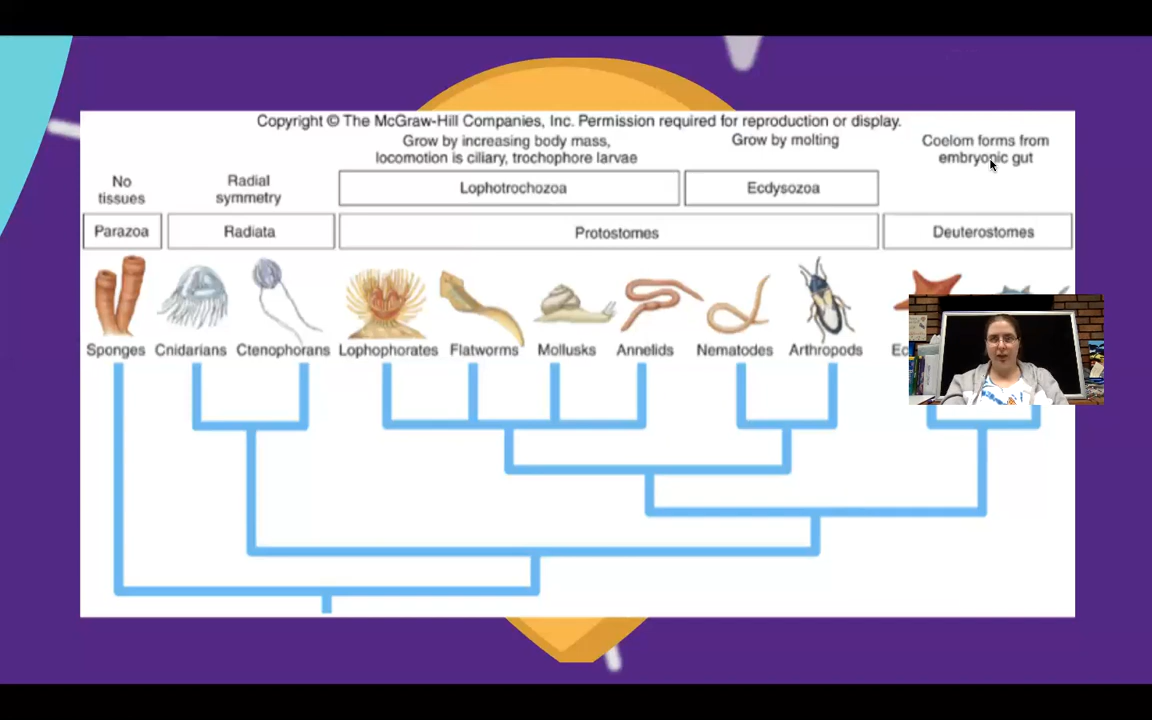 Copyright © The McGraw-Hill Companies, Inc. Permission required for reproduction or display.
Grow by increasing body mass,
locomotion is ciliary, trochophore larvae
Grow by molting
Coelom forms from
embryonic gut
No
tissues
Radial
symmetry
Lophotrochozoa
Ecdysozoa
Parazoa
Radiata
Protostomes
Deuterostomes
Sponges
Cnidarians
Ctenophorans
Lophophorates
Flatworms
Mollusks
Annelids
Nematodes
Arthropods